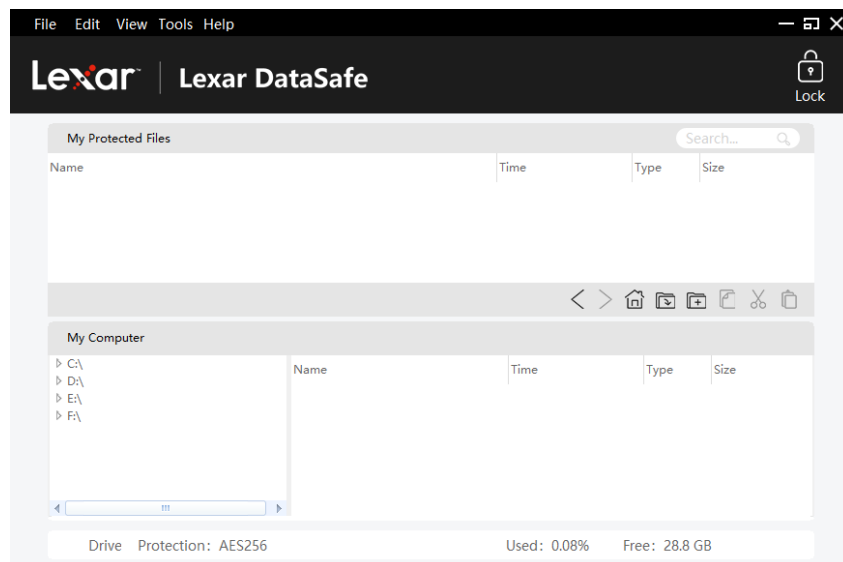 File Edit View Tools Help
Lexar™ Lexar DataSafe
Lock
My Protected Files Search...
Name Time Type Size
My Computer
C:\
D:\
E:\
F:\
Name Time Type Size
Drive Protection: AES256 Used: 0.08% Free: 28.8 GB